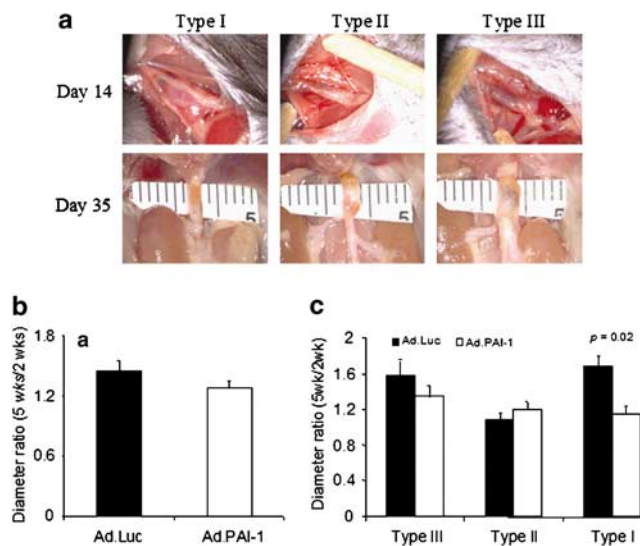 a
Type I Type II Type III
Day 14
Day 35
5
5
5
b
a
Diameter ratio (5 wks/2 wks)
1.8
1.2
0.6
0
Ad.Luc Ad.PAI-1
c
Diameter ratio (5wk/2wk)
2
1.6
1.2
0.8
0.4
0
Ad.Luc Ad.PAI-1
p = 0.02
Type III Type II Type I